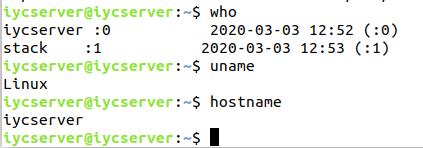 iycserver@iycserver:~$ who
iycserver :0           2020-03-03 12:52 (:0)
stack    :1           2020-03-03 12:53 (:1)
iycserver@iycserver:~$ uname
Linux
iycserver@iycserver:~$ hostname
iycserver
iycserver@iycserver:~$